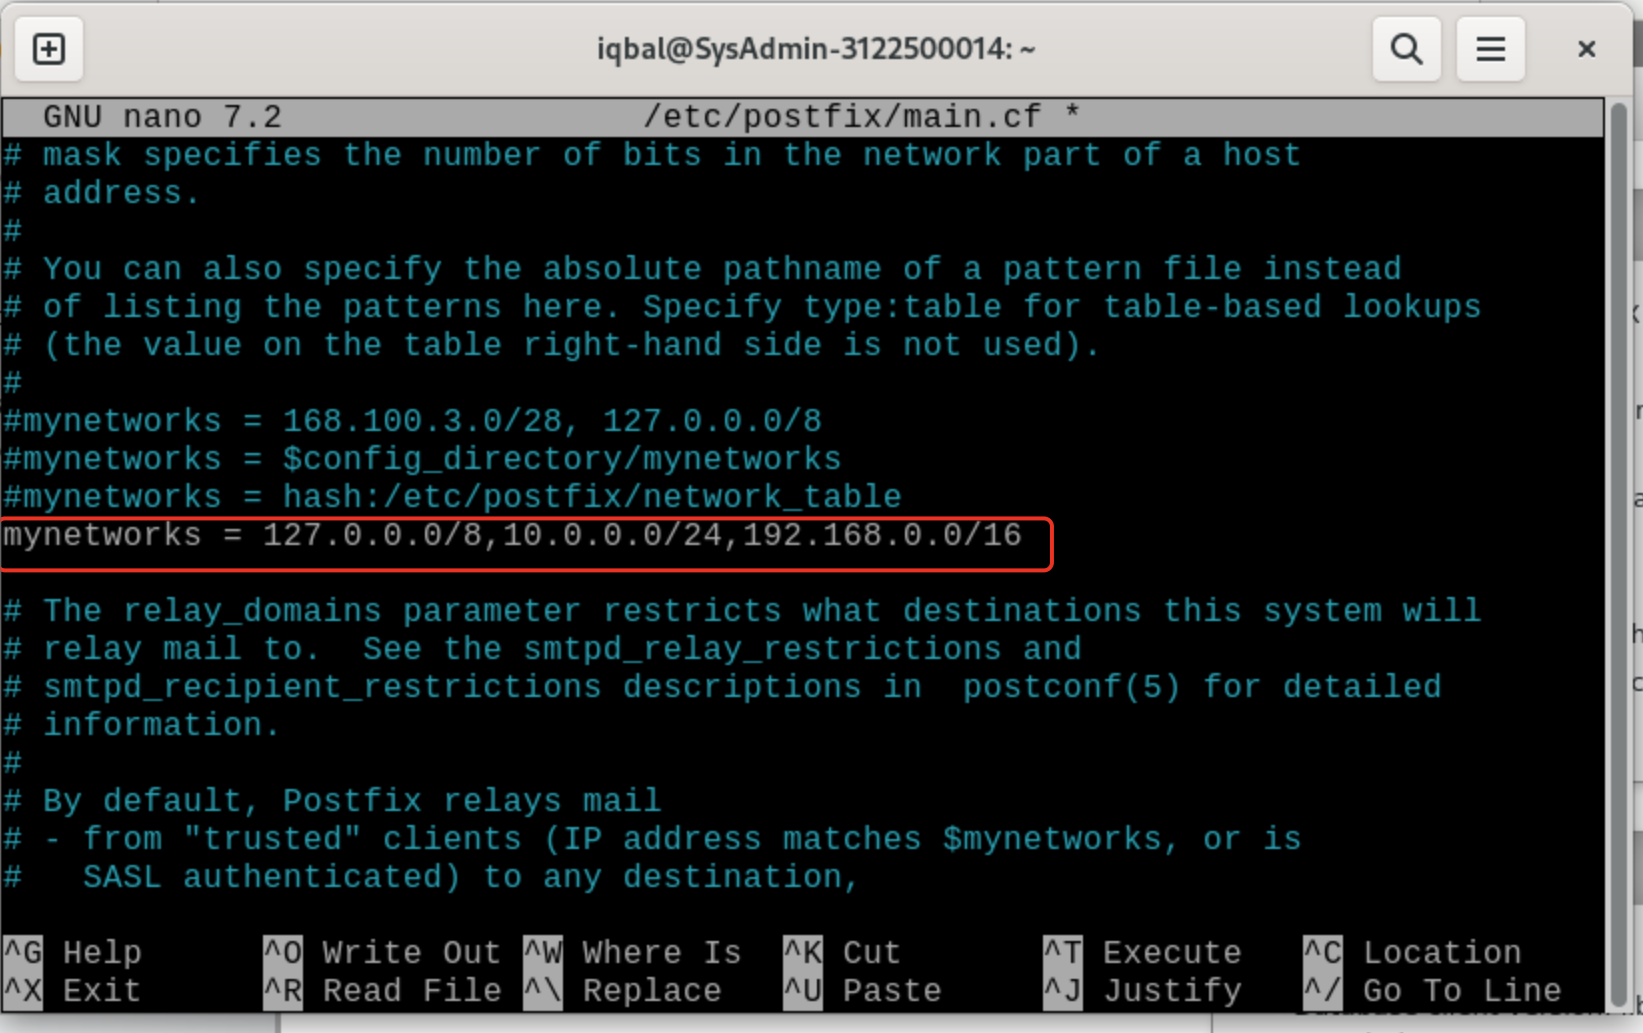 iqbal@SysAdmin-3122500014: ~
GNU nano 7.2 /etc/postfix/main.cf *
# mask specifies the number of bits in the network part of a host
# address.
#
# You can also specify the absolute pathname of a pattern file instead
# of listing the patterns here. Specify type:table for table-based lookups
# (the value on the table right-hand side is not used).
#
#mynetworks = 168.100.3.0/28, 127.0.0.0/8
#mynetworks = $config_directory/mynetworks
#mynetworks = hash:/etc/postfix/network_table
mynetworks = 127.0.0.0/8,10.0.0.0/24,192.168.0.0/16
# The relay_domains parameter restricts what destinations this system will
# relay mail to.  See the smtpd_relay_restrictions and
# smtpd_recipient_restrictions descriptions in  postconf(5) for detailed
# information.
#
# By default, Postfix relays mail
# - from "trusted" clients (IP address matches $mynetworks, or is
#   SASL authenticated) to any destination,
^G Help ^O Write Out ^W Where Is ^K Cut ^T Execute ^C Location
^X Exit ^R Read File ^\ Replace ^U Paste ^J Justify ^/ Go To Line